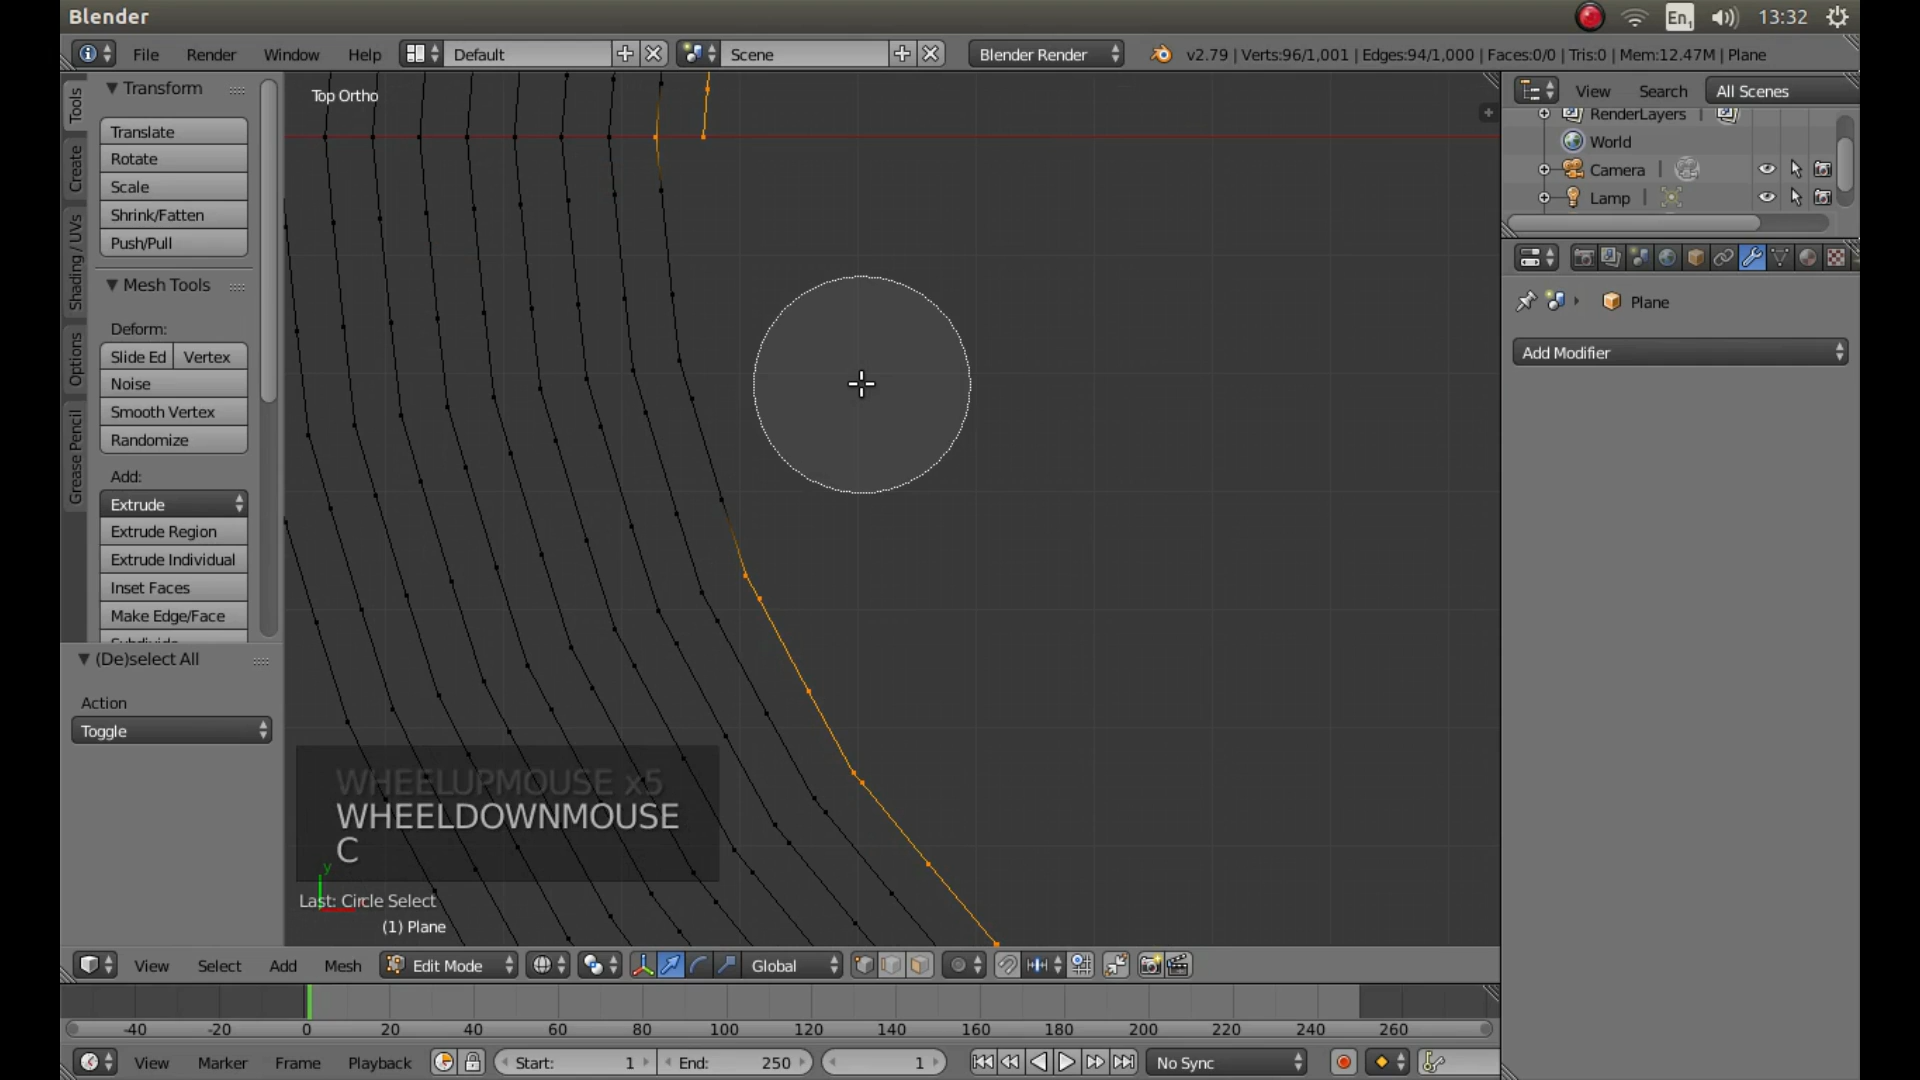 Blender
En1 13:32
File Render Window Help Default Scene Blender Render v2.79 | Verts:96/1,001 | Edges:94/1,000 | Faces:0/0 | Tris:0 | Mem:12.47M | Plane
Tools
Create
Shading / UVs
Options
Grease Pencil
Transform
Translate
Rotate
Scale
Shrink/Fatten
Push/Pull
Mesh Tools
Deform:
Slide Ed Vertex
Noise
Smooth Vertex
Randomize
Add:
Extrude
Extrude Region
Extrude Individual
Inset Faces
Make Edge/Face
(De)select All
Action
Toggle
Top Ortho
WHEELUPMOUSE x5
WHEELDOWNMOUSE
C
y
Last: Circle Select
(1) Plane
View Search All Scenes
RenderLayers
World
Camera
Lamp
Plane
Add Modifier
View Select Add Mesh Edit Mode Global
-40 -20 0 20 40 60 80 100 120 140 160 180 200 220 240 260
View Marker Frame Playback Start: 1 End: 250 1 No Sync